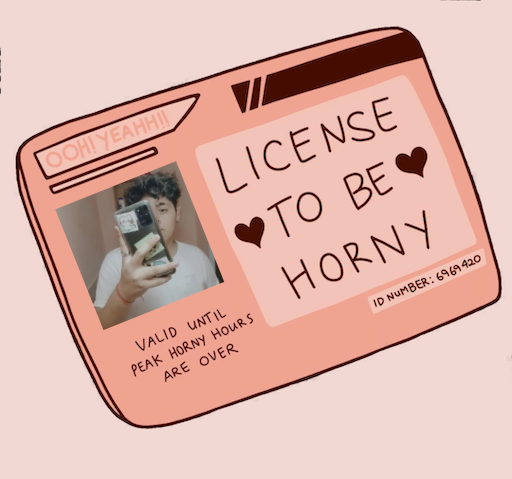 OOH! YEAHH!!
LICENSE
TO BE
HORNY
ID NUMBER: 6969420
VALID UNTIL
PEAK HORNY HOURS
ARE OVER